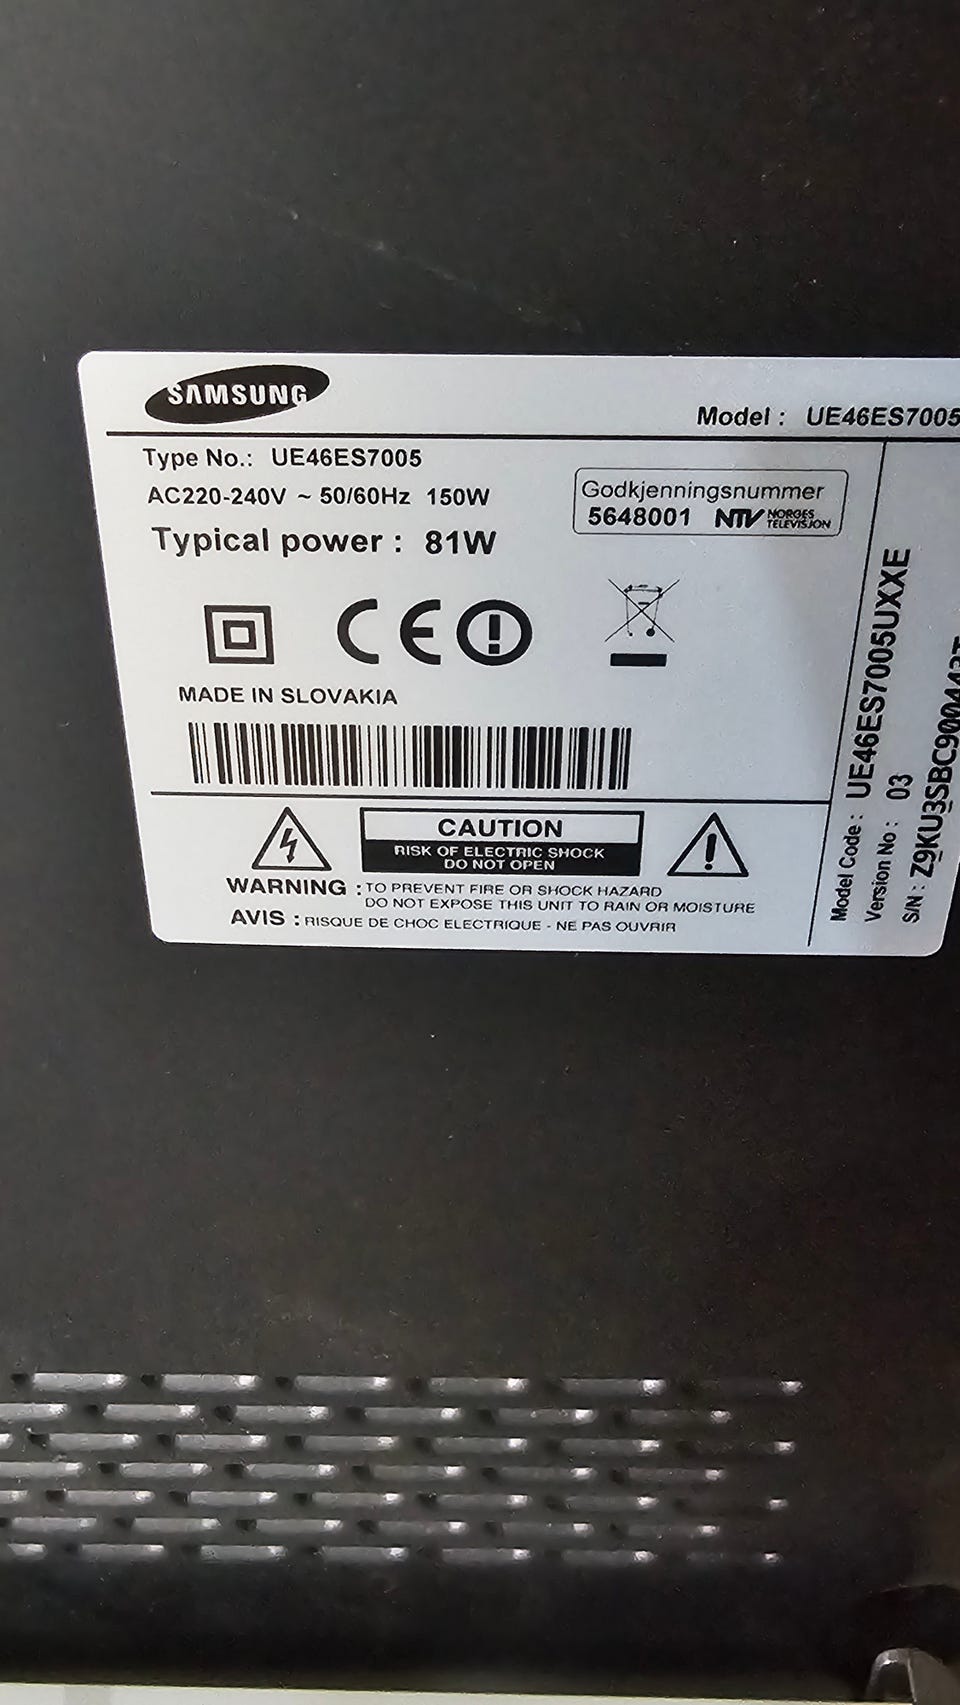 SAMSUNG
Model : UE46ES7005
Type No.: UE46ES7005
AC220-240V ~ 50/60Hz 150W
Typical power : 81W
Godkjenningsnummer
5648001 NTV NORGES
TELEVISJON
CE
MADE IN SLOVAKIA
CAUTION
RISK OF ELECTRIC SHOCK
DO NOT OPEN
WARNING : TO PREVENT FIRE OR SHOCK HAZARD
DO NOT EXPOSE THIS UNIT TO RAIN OR MOISTURE
AVIS : RISQUE DE CHOC ELECTRIQUE - NE PAS OUVRIR
Model Code : UE46ES7005UXXE
Version No : 03
S/N :